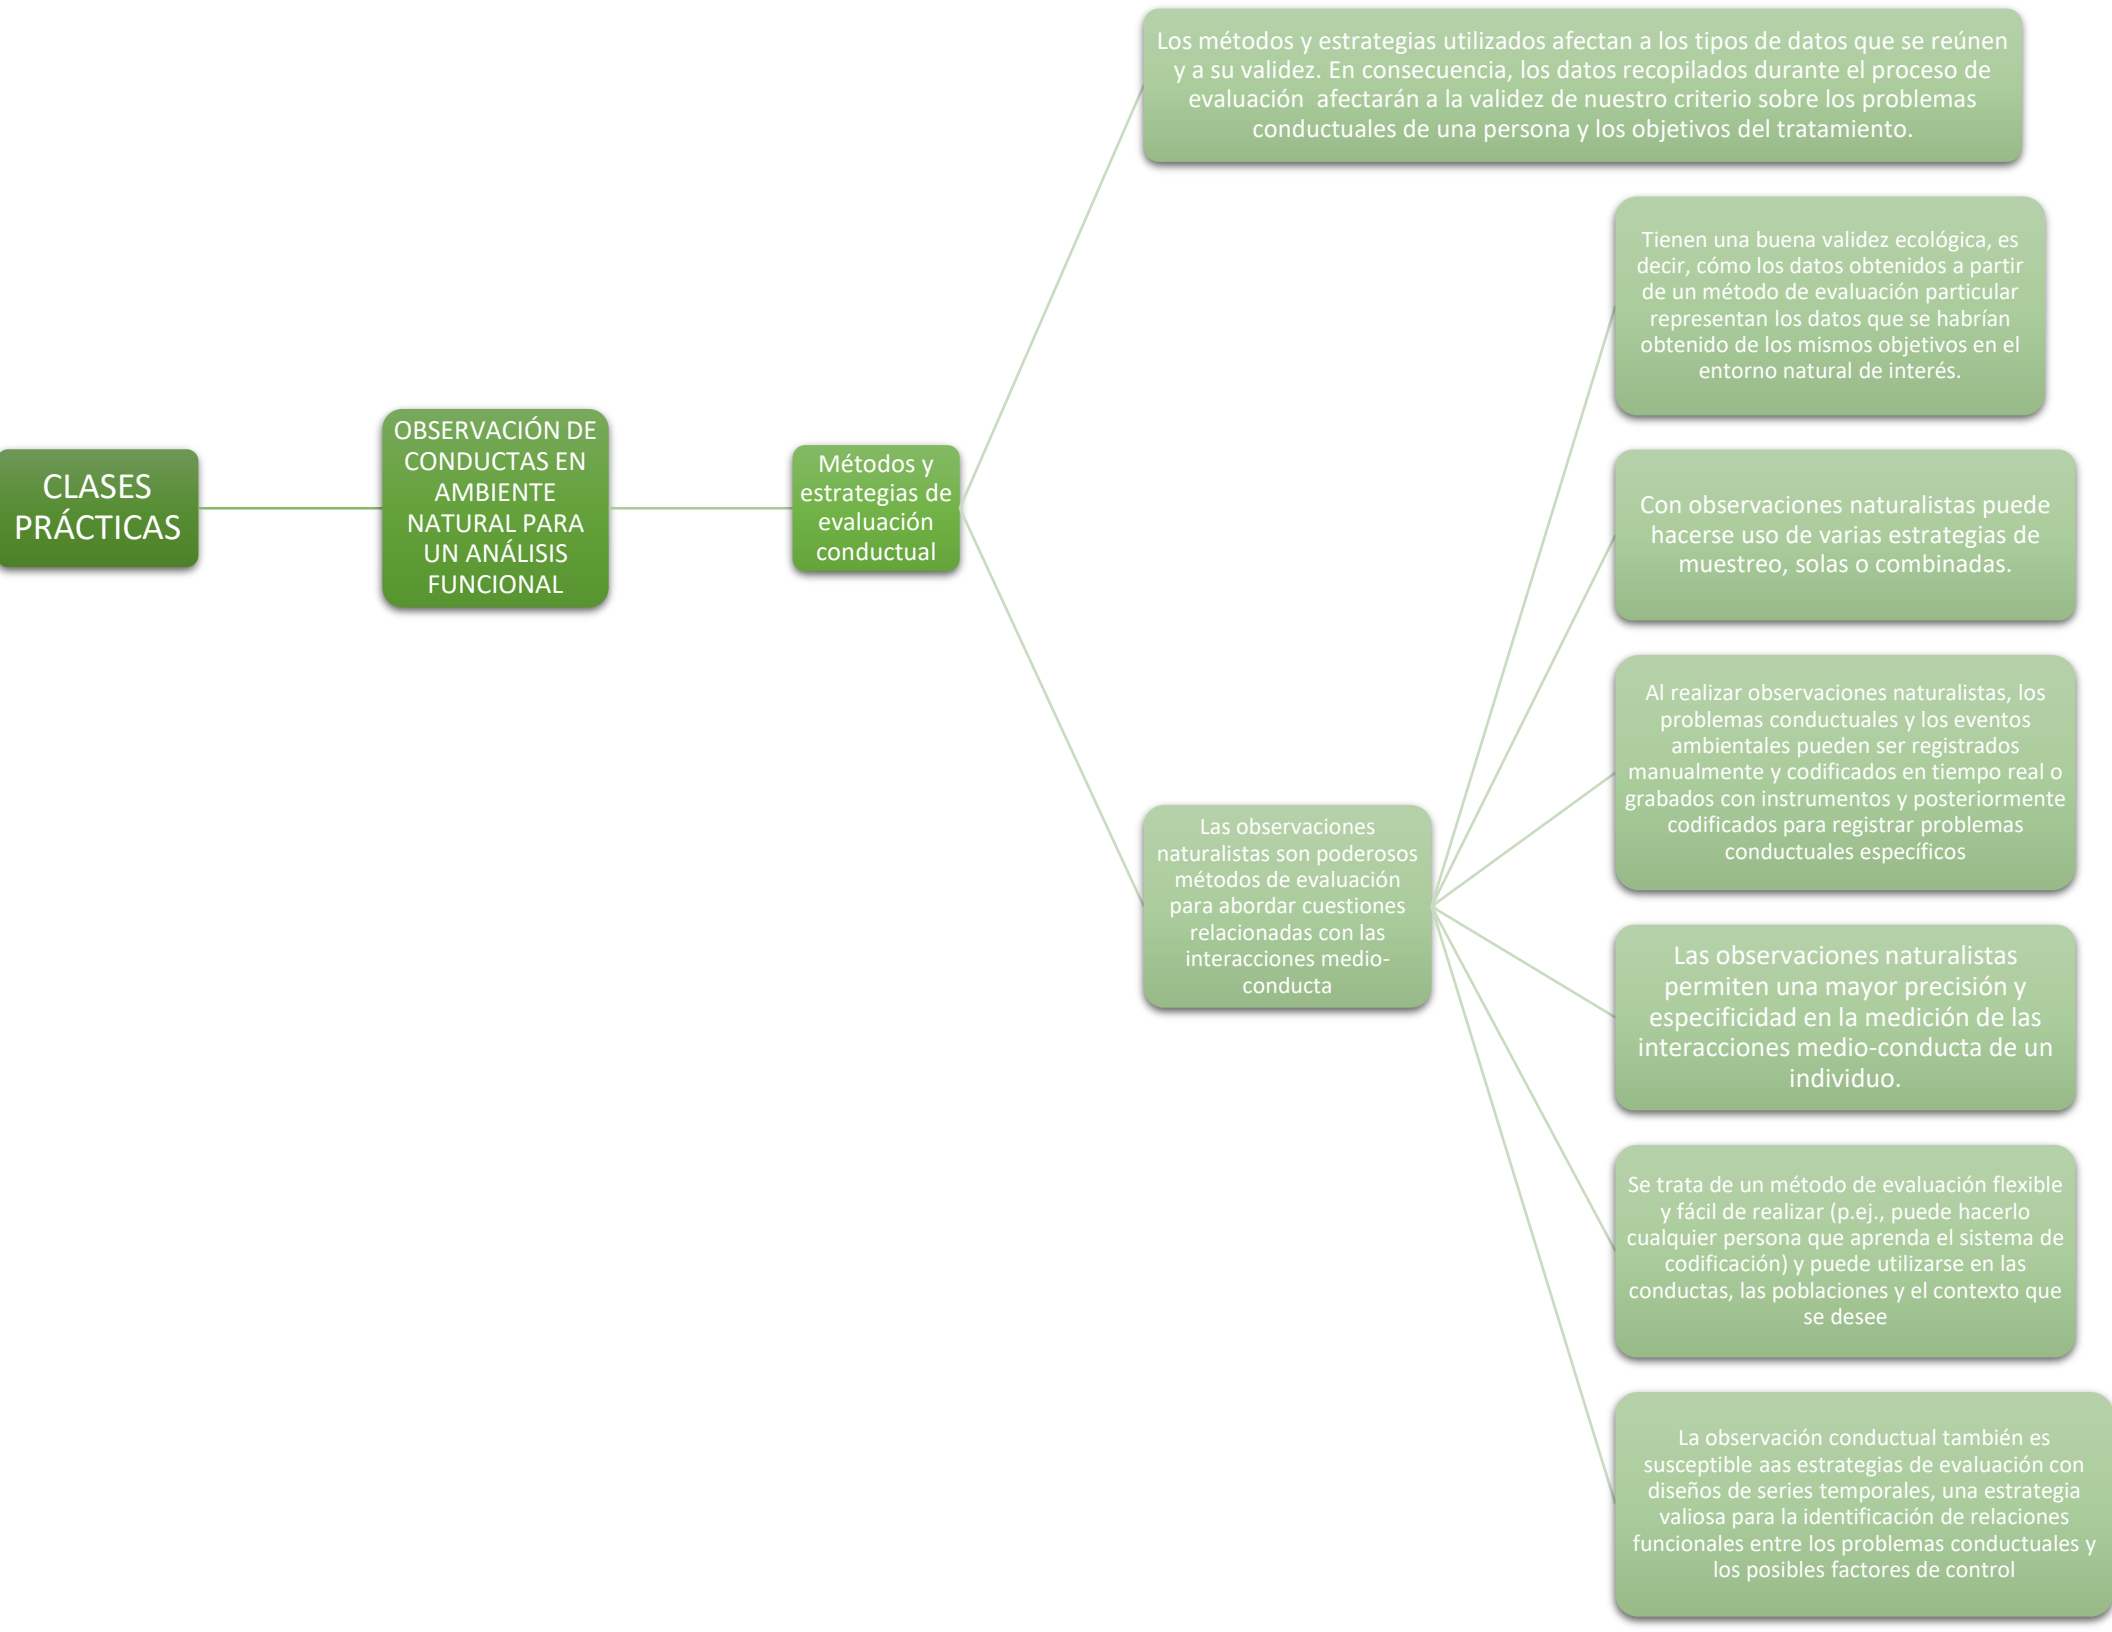 CLASES
PRÁCTICAS
OBSERVACIÓN DE
CONDUCTAS EN
AMBIENTE
NATURAL PARA
UN ANÁLISIS
FUNCIONAL
Métodos y
estrategias de
evaluación
conductual
Los métodos y estrategias utilizados afectan a los tipos de datos que se reúnen
y a su validez. En consecuencia, los datos recopilados durante el proceso de
evaluación  afectarán a la validez de nuestro criterio sobre los problemas
conductuales de una persona y los objetivos del tratamiento.
Las observaciones
naturalistas son poderosos
métodos de evaluación
para abordar cuestiones
relacionadas con las
interacciones medio-
conducta
Tienen una buena validez ecológica, es
decir, cómo los datos obtenidos a partir
de un método de evaluación particular
representan los datos que se habrían
obtenido de los mismos objetivos en el
entorno natural de interés.
Con observaciones naturalistas puede
hacerse uso de varias estrategias de
muestreo, solas o combinadas.
Al realizar observaciones naturalistas, los
problemas conductuales y los eventos
ambientales pueden ser registrados
manualmente y codificados en tiempo real o
grabados con instrumentos y posteriormente
codificados para registrar problemas
conductuales específicos
Las observaciones naturalistas
permiten una mayor precisión y
especificidad en la medición de las
interacciones medio-conducta de un
individuo.
Se trata de un método de evaluación flexible
y fácil de realizar (p.ej., puede hacerlo
cualquier persona que aprenda el sistema de
codificación) y puede utilizarse en las
conductas, las poblaciones y el contexto que
se desee
La observación conductual también es
susceptible aas estrategias de evaluación con
diseños de series temporales, una estrategia
valiosa para la identificación de relaciones
funcionales entre los problemas conductuales y
los posibles factores de control